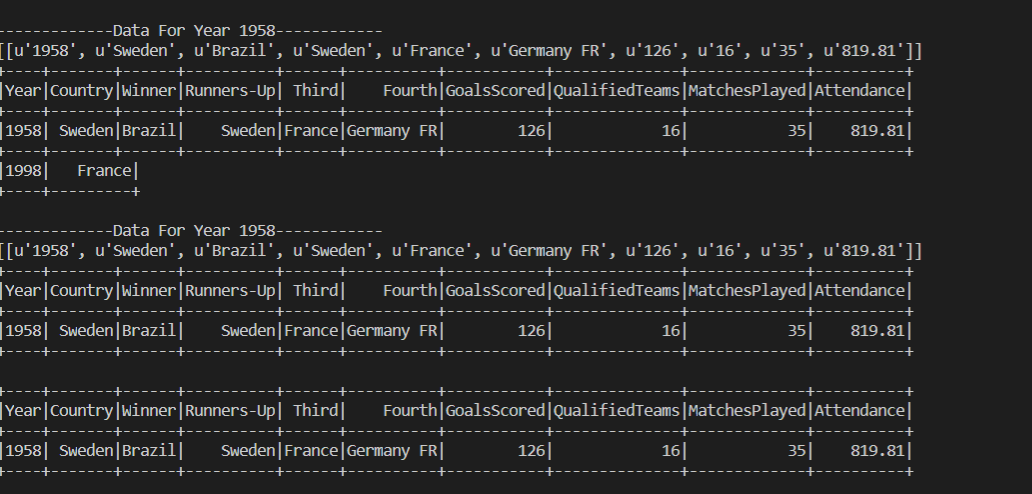 -------------Data For Year 1958------------
[[u'1958', u'Sweden', u'Brazil', u'Sweden', u'France', u'Germany FR', u'126', u'16', u'35', u'819.81']]
+----+-------+------+----------+------+----------+-----------+--------------+-------------+----------+
|Year|Country|Winner|Runners-Up| Third|    Fourth|GoalsScored|QualifiedTeams|MatchesPlayed|Attendance|
+----+-------+------+----------+------+----------+-----------+--------------+-------------+----------+
|1958| Sweden|Brazil|    Sweden|France|Germany FR|        126|            16|           35|    819.81|
+----+-------+------+----------+------+----------+-----------+--------------+-------------+----------+
|1998|   France|
+----+---------+
-------------Data For Year 1958------------
[[u'1958', u'Sweden', u'Brazil', u'Sweden', u'France', u'Germany FR', u'126', u'16', u'35', u'819.81']]
+----+-------+------+----------+------+----------+-----------+--------------+-------------+----------+
|Year|Country|Winner|Runners-Up| Third|    Fourth|GoalsScored|QualifiedTeams|MatchesPlayed|Attendance|
+----+-------+------+----------+------+----------+-----------+--------------+-------------+----------+
|1958| Sweden|Brazil|    Sweden|France|Germany FR|        126|            16|           35|    819.81|
+----+-------+------+----------+------+----------+-----------+--------------+-------------+----------+
+----+-------+------+----------+------+----------+-----------+--------------+-------------+----------+
|Year|Country|Winner|Runners-Up| Third|    Fourth|GoalsScored|QualifiedTeams|MatchesPlayed|Attendance|
+----+-------+------+----------+------+----------+-----------+--------------+-------------+----------+
|1958| Sweden|Brazil|    Sweden|France|Germany FR|        126|            16|           35|    819.81|
+----+-------+------+----------+------+----------+-----------+--------------+-------------+----------+